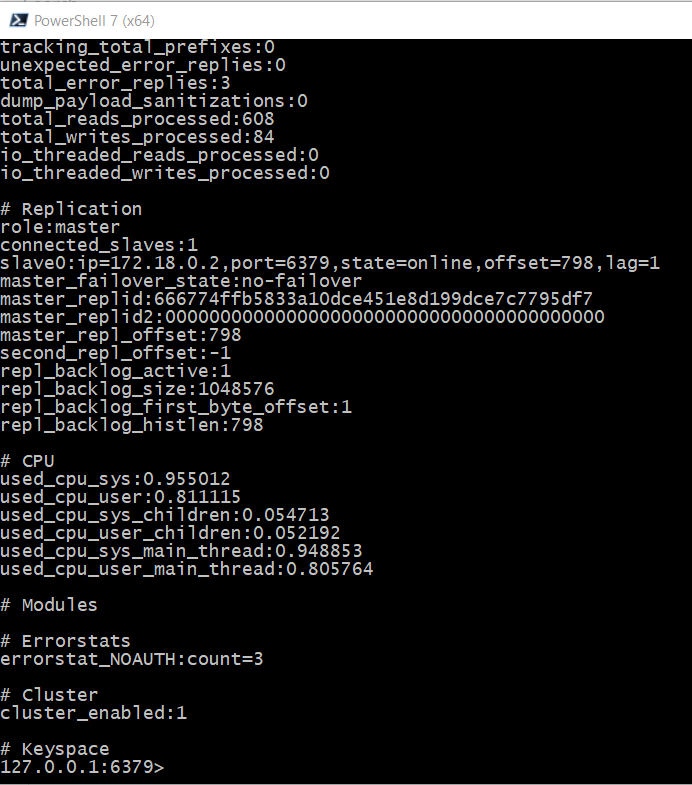 PowerShell 7 (x64)
tracking_total_prefixes:0
unexpected_error_replies:0
total_error_replies:3
dump_payload_sanitizations:0
total_reads_processed:608
total_writes_processed:84
io_threaded_reads_processed:0
io_threaded_writes_processed:0
# Replication
role:master
connected_slaves:1
slave0:ip=172.18.0.2,port=6379,state=online,offset=798,lag=1
master_failover_state:no-failover
master_replid:666774ffb5833a10dce451e8d199dce7c7795df7
master_replid2:0000000000000000000000000000000000000000
master_repl_offset:798
second_repl_offset:-1
repl_backlog_active:1
repl_backlog_size:1048576
repl_backlog_first_byte_offset:1
repl_backlog_histlen:798
# CPU
used_cpu_sys:0.955012
used_cpu_user:0.811115
used_cpu_sys_children:0.054713
used_cpu_user_children:0.052192
used_cpu_sys_main_thread:0.948853
used_cpu_user_main_thread:0.805764
# Modules
# Errorstats
errorstat_NOAUTH:count=3
# Cluster
cluster_enabled:1
# Keyspace
127.0.0.1:6379>